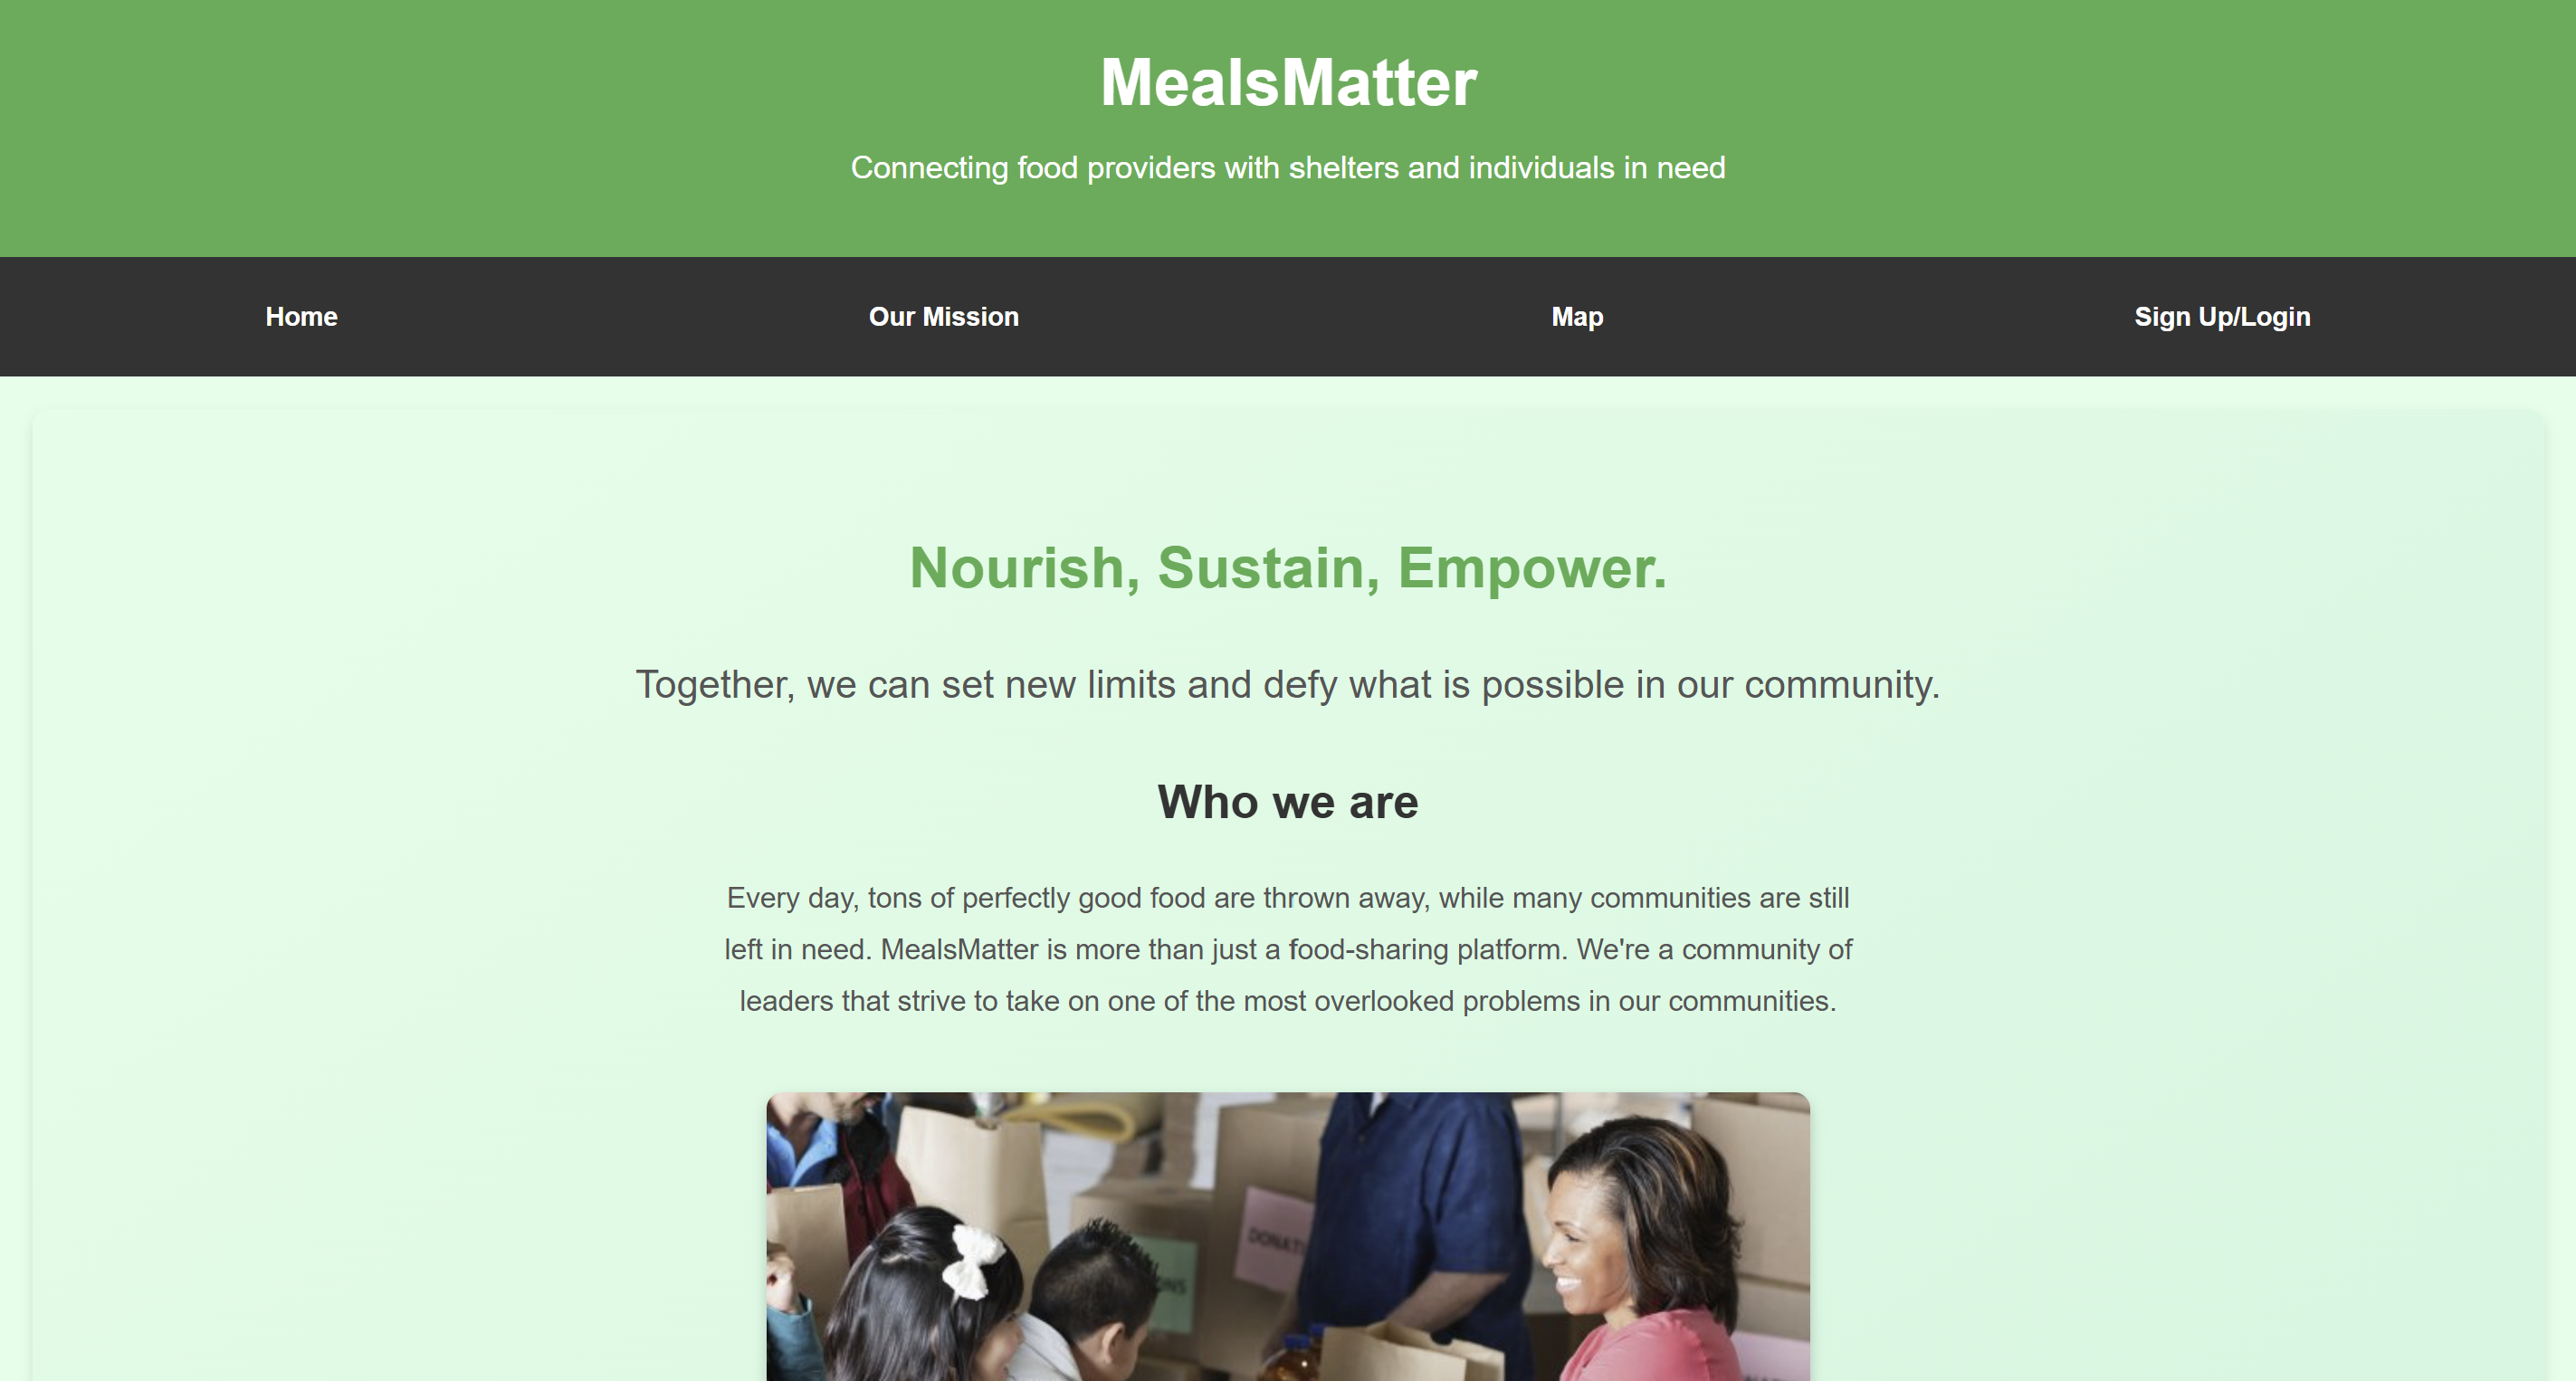 MealsMatter
Connecting food providers with shelters and individuals in need
Home Our Mission Map Sign Up/Login
Nourish, Sustain, Empower.
Together, we can set new limits and defy what is possible in our community.
Who we are
Every day, tons of perfectly good food are thrown away, while many communities are still
left in need. MealsMatter is more than just a food-sharing platform. We're a community of
leaders that strive to take on one of the most overlooked problems in our communities.